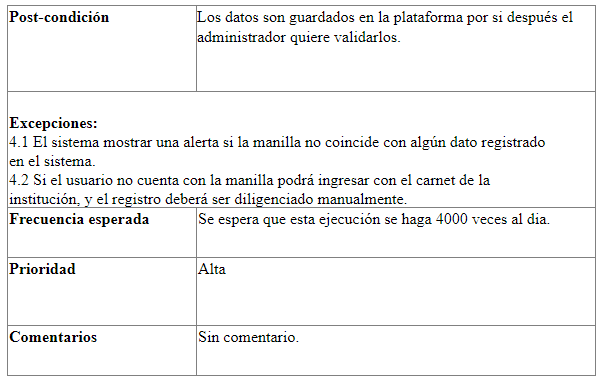 Post-condición
Los datos son guardados en la plataforma por si después el
administrador quiere validarlos.
Excepciones:
4.1 El sistema mostrar una alerta si la manilla no coincide con algún dato registrado
en el sistema.
4.2 Si el usuario no cuenta con la manilla podrá ingresar con el carnet de la
institución, y el registro deberá ser diligenciado manualmente.
Frecuencia esperada
Se espera que esta ejecución se haga 4000 veces al dia.
Prioridad
Alta
Comentarios
Sin comentario.